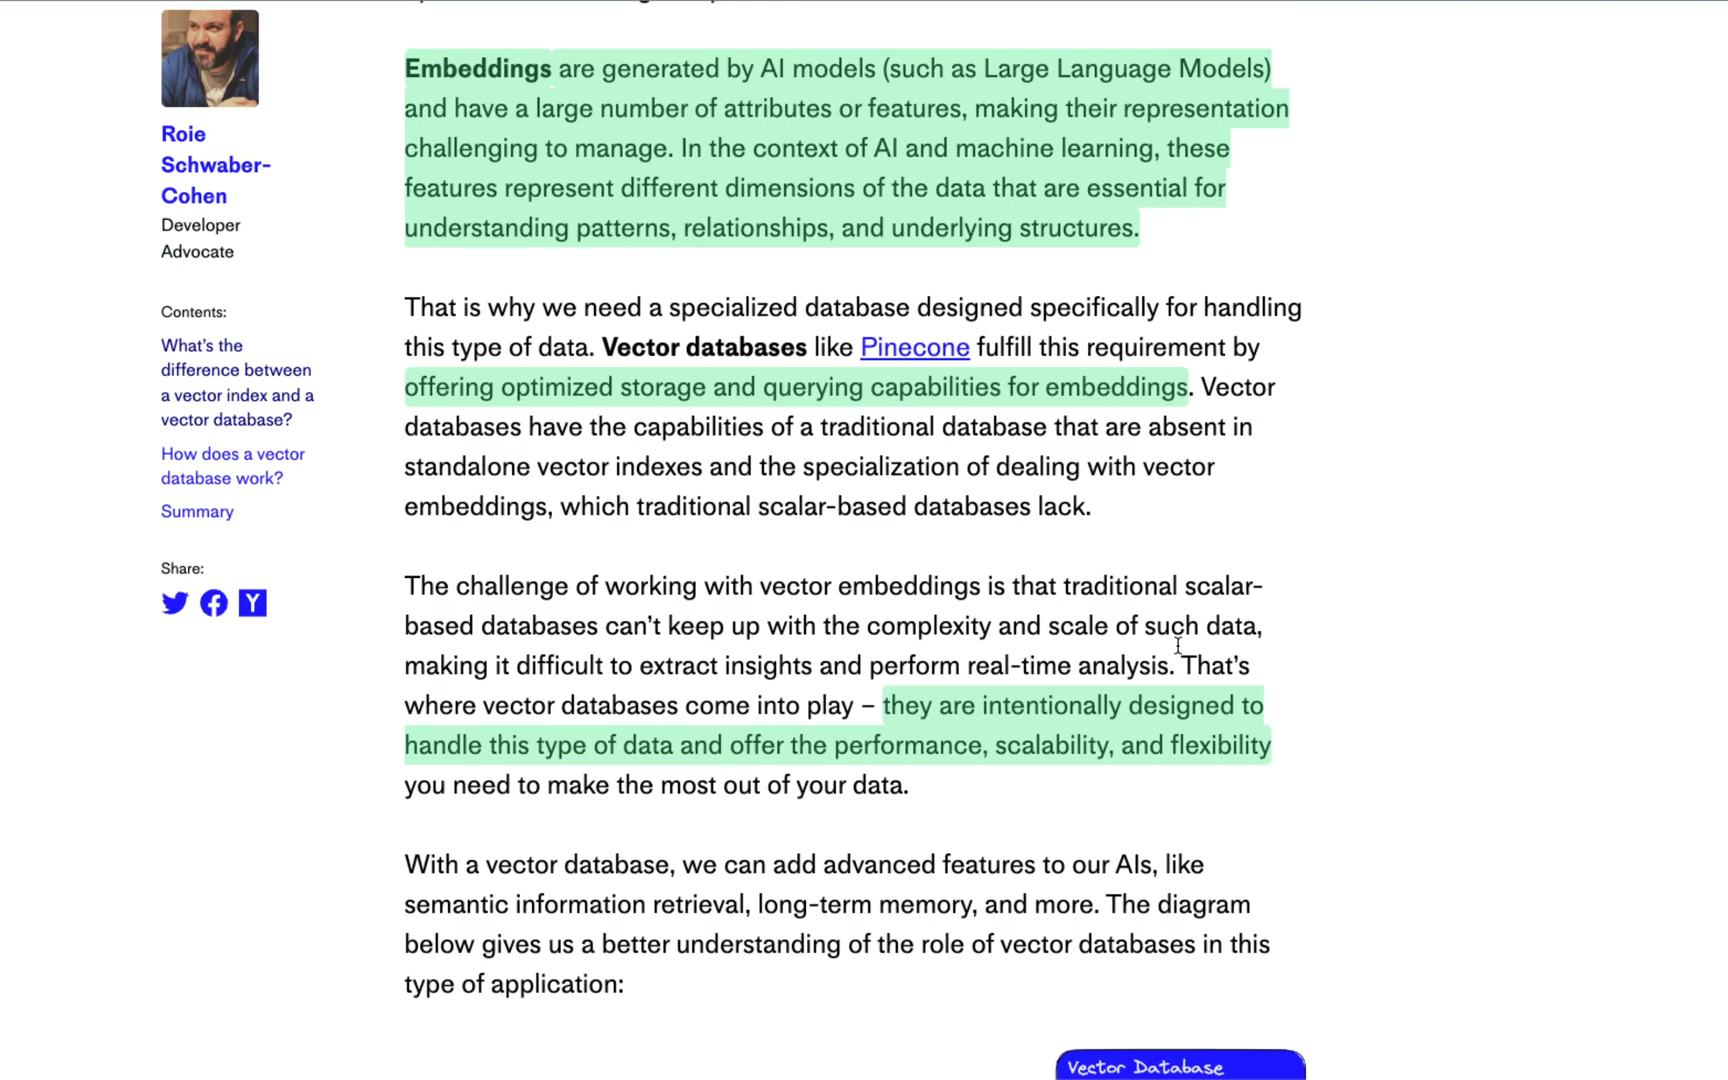 Roie
Schwaber-
Cohen
Developer
Advocate
Contents:
What's the
difference between
a vector index and a
vector database?
How does a vector
database work?
Summary
Share:
Embeddings are generated by AI models (such as Large Language Models)
and have a large number of attributes or features, making their representation
challenging to manage. In the context of AI and machine learning, these
features represent different dimensions of the data that are essential for
understanding patterns, relationships, and underlying structures.
That is why we need a specialized database designed specifically for handling
this type of data. Vector databases like Pinecone fulfill this requirement by
offering optimized storage and querying capabilities for embeddings. Vector
databases have the capabilities of a traditional database that are absent in
standalone vector indexes and the specialization of dealing with vector
embeddings, which traditional scalar-based databases lack.
The challenge of working with vector embeddings is that traditional scalar-
based databases can’t keep up with the complexity and scale of such data,
making it difficult to extract insights and perform real-time analysis. That’s
where vector databases come into play – they are intentionally designed to
handle this type of data and offer the performance, scalability, and flexibility
you need to make the most out of your data.
With a vector database, we can add advanced features to our AIs, like
semantic information retrieval, long-term memory, and more. The diagram
below gives us a better understanding of the role of vector databases in this
type of application:
Vector Database